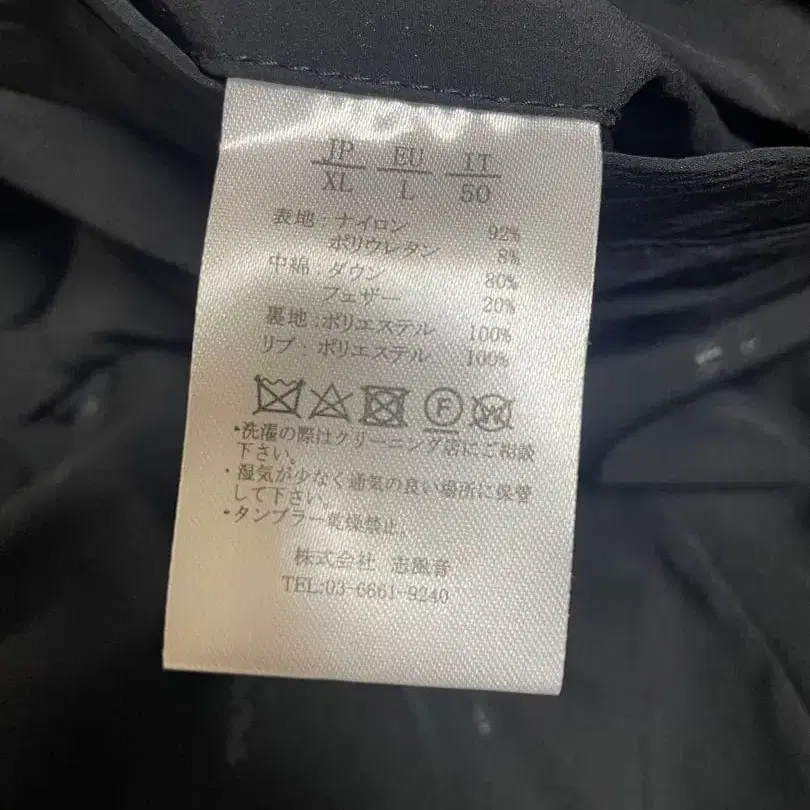 JP EU IT
XL L 50
表地：ナイロン 92%
ポリウレタン 8%
中綿：ダウン 80%
フェザー 20%
裏地：ポリエステル 100%
リブ：ポリエステル 100%
F W
・洗濯の際はクリーニング店にご相談
下さい。
・湿気が少なく通気の良い場所に保管
して下さい。
・タンブラー乾燥禁止。
株式会社 志風音
TEL:03-6661-9240